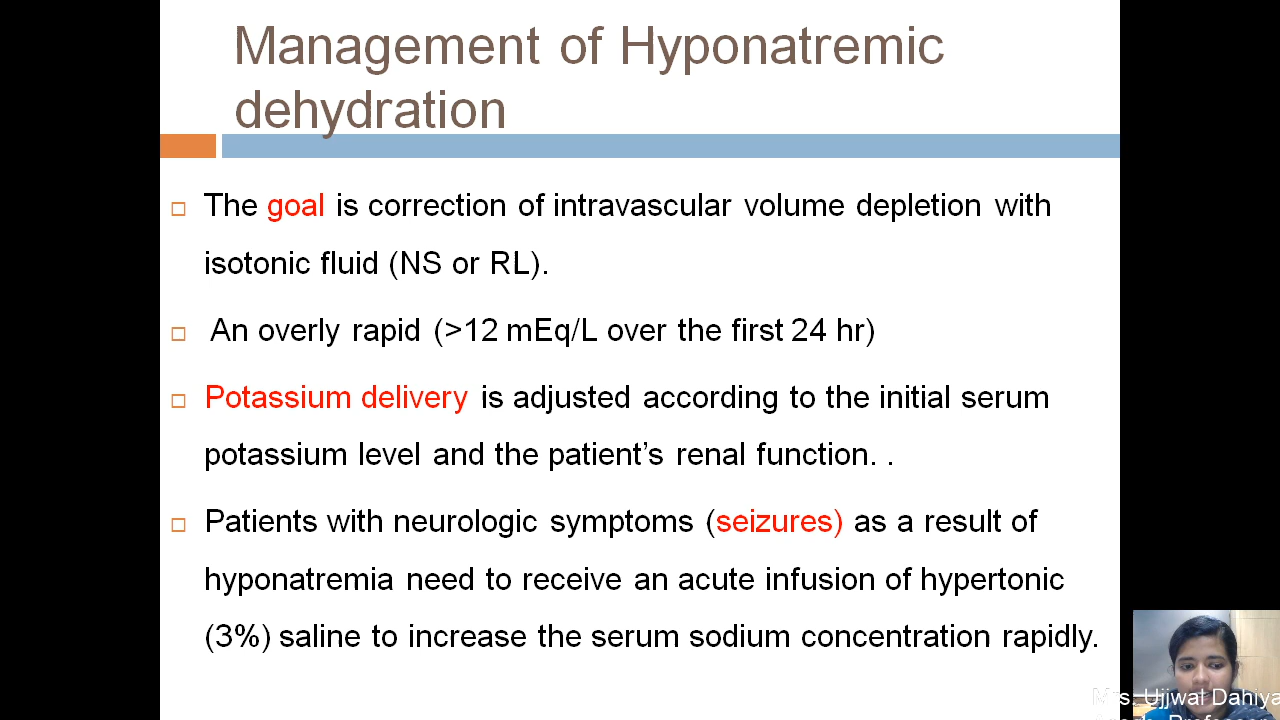 Management of Hyponatremic
dehydration
The goal is correction of intravascular volume depletion with
isotonic fluid (NS or RL).
An overly rapid (>12 mEq/L over the first 24 hr)
Potassium delivery is adjusted according to the initial serum
potassium level and the patient's renal function. .
Patients with neurologic symptoms (seizures) as a result of
hyponatremia need to receive an acute infusion of hypertonic
(3%) saline to increase the serum sodium concentration rapidly.
Mrs. Ujjwal Dahiya